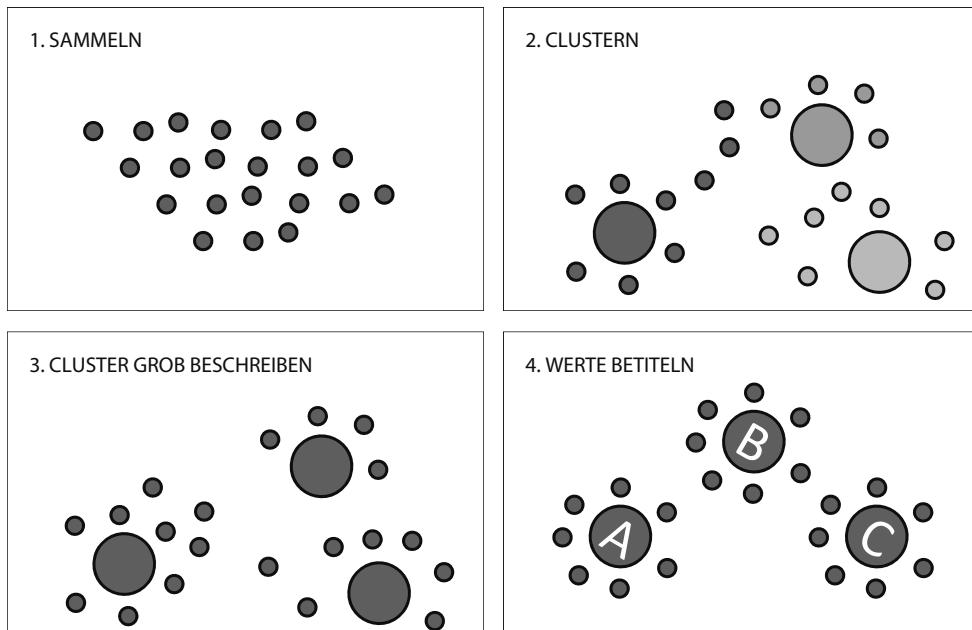 1. SAMMELN
2. CLUSTERN
3. CLUSTER GROB BESCHREIBEN
4. WERTE BETITELN
B
A
C